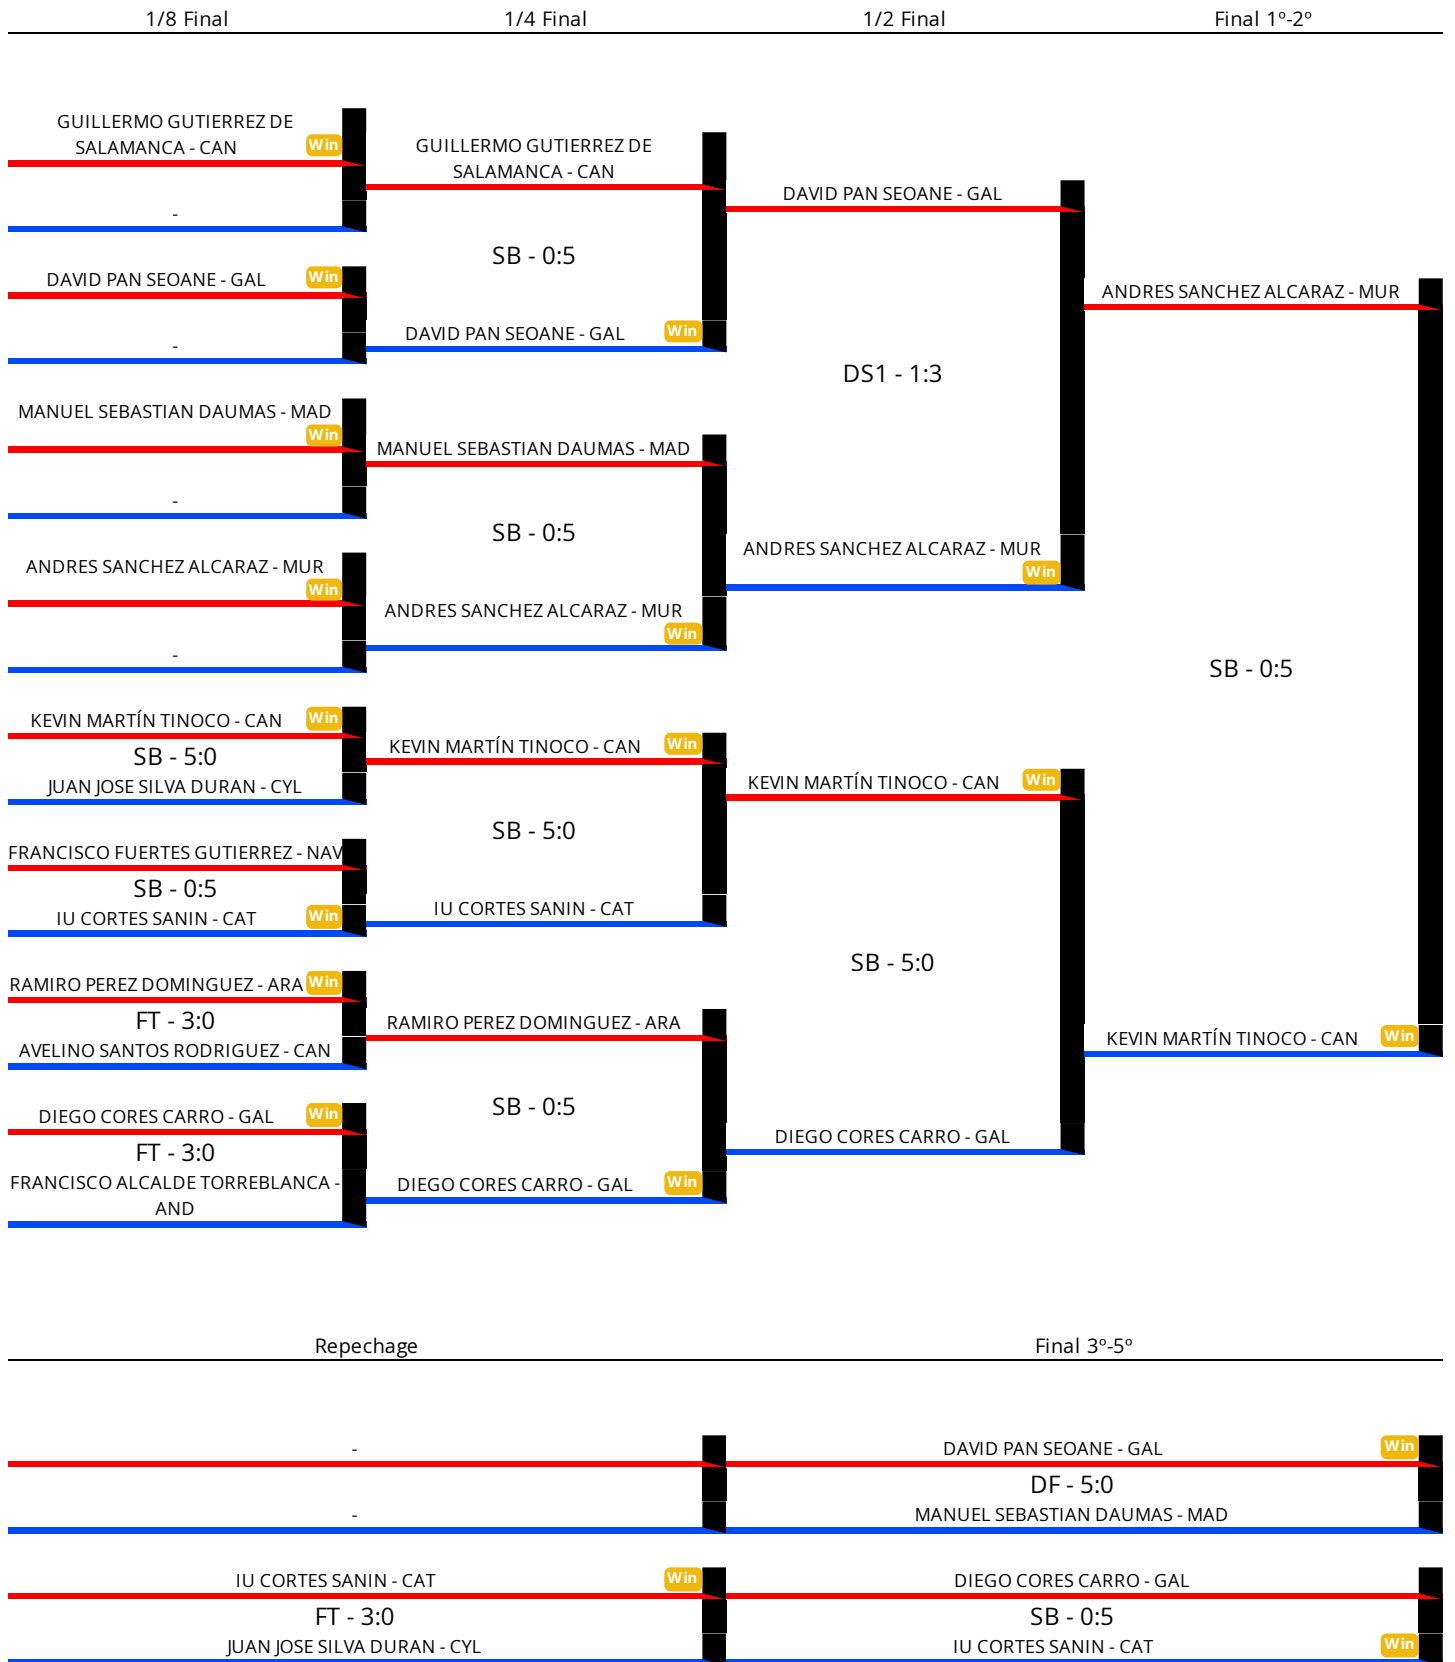 1/8 Final
1/4 Final
1/2 Final
Final 1º-2º
GUILLERMO GUTIERREZ DE
SALAMANCA - CAN
Win
-
DAVID PAN SEOANE - GAL
Win
-
MANUEL SEBASTIAN DAUMAS - MAD
Win
-
ANDRES SANCHEZ ALCARAZ - MUR
Win
-
KEVIN MARTÍN TINOCO - CAN
Win
SB - 5:0
JUAN JOSE SILVA DURAN - CYL
FRANCISCO FUERTES GUTIERREZ - NAV
SB - 0:5
IU CORTES SANIN - CAT
Win
RAMIRO PEREZ DOMINGUEZ - ARA
Win
FT - 3:0
AVELINO SANTOS RODRIGUEZ - CAN
DIEGO CORES CARRO - GAL
Win
FT - 3:0
FRANCISCO ALCALDE TORREBLANCA -
AND
GUILLERMO GUTIERREZ DE
SALAMANCA - CAN
SB - 0:5
DAVID PAN SEOANE - GAL
Win
MANUEL SEBASTIAN DAUMAS - MAD
SB - 0:5
ANDRES SANCHEZ ALCARAZ - MUR
Win
KEVIN MARTÍN TINOCO - CAN
Win
SB - 5:0
IU CORTES SANIN - CAT
RAMIRO PEREZ DOMINGUEZ - ARA
SB - 0:5
DIEGO CORES CARRO - GAL
Win
DAVID PAN SEOANE - GAL
DS1 - 1:3
ANDRES SANCHEZ ALCARAZ - MUR
Win
KEVIN MARTÍN TINOCO - CAN
Win
SB - 5:0
DIEGO CORES CARRO - GAL
ANDRES SANCHEZ ALCARAZ - MUR
SB - 0:5
KEVIN MARTÍN TINOCO - CAN
Win
Repechage
Final 3º-5º
-
-
IU CORTES SANIN - CAT
Win
FT - 3:0
JUAN JOSE SILVA DURAN - CYL
DAVID PAN SEOANE - GAL
Win
DF - 5:0
MANUEL SEBASTIAN DAUMAS - MAD
DIEGO CORES CARRO - GAL
SB - 0:5
IU CORTES SANIN - CAT
Win